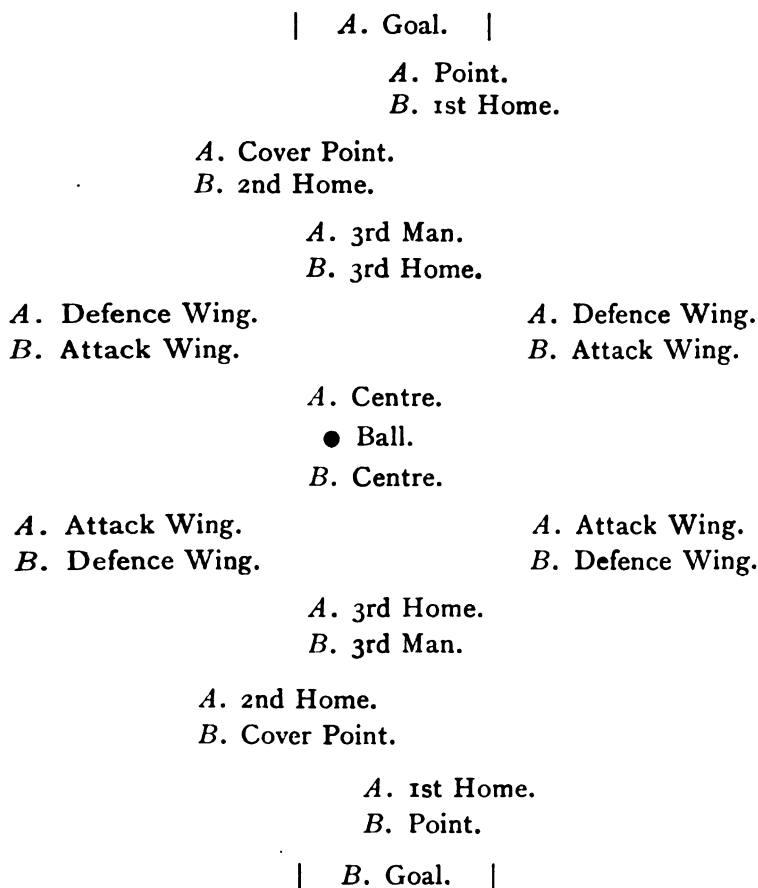 | A. Goal. |
A. Point.
B. 1st Home.
A. Cover Point.
B. 2nd Home.
A. 3rd Man.
B. 3rd Home.
A. Defence Wing. A. Defence Wing.
B. Attack Wing. B. Attack Wing.
A. Centre.
● Ball.
B. Centre.
A. Attack Wing. A. Attack Wing.
B. Defence Wing. B. Defence Wing.
A. 3rd Home.
B. 3rd Man.
A. 2nd Home.
B. Cover Point.
A. 1st Home.
B. Point.
| B. Goal. |